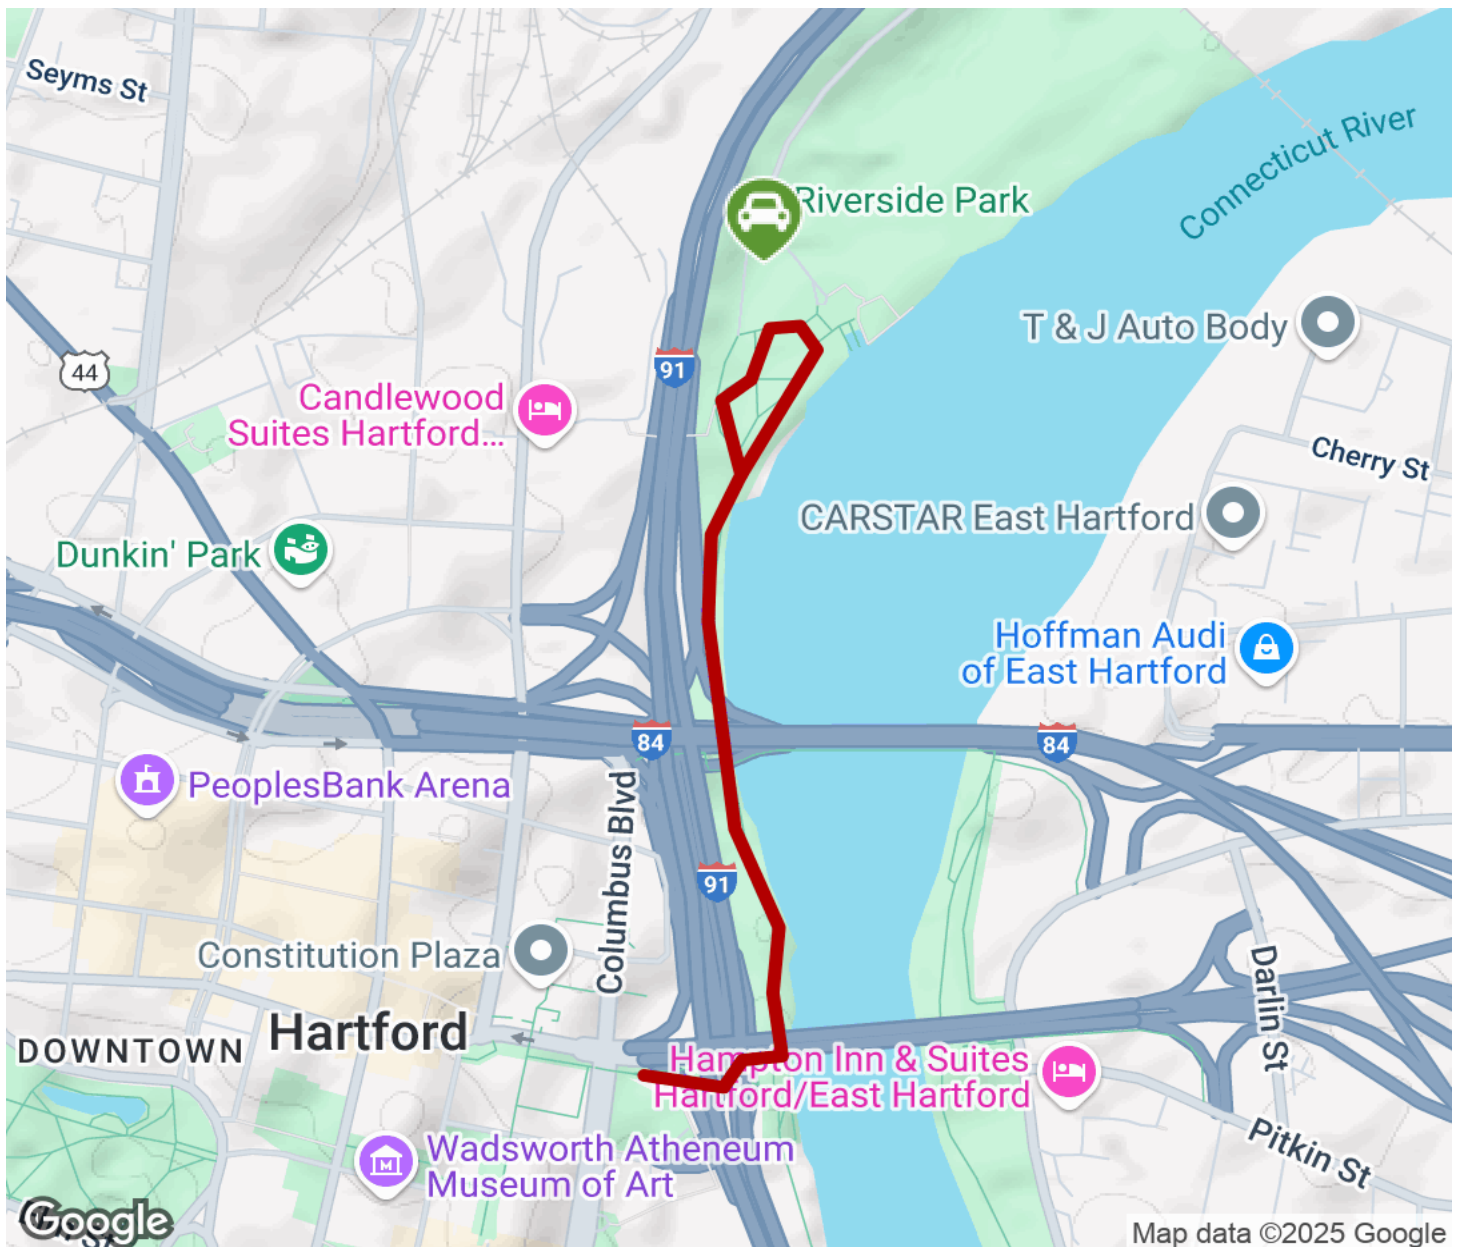 Seyms St
Connecticut River
Riverside Park
T & J Auto Body
91
44
Candlewood
Suites Hartford...
Cherry St
CARSTAR East Hartford
Dunkin' Park
Hoffman Audi
of East Hartford
84
84
PeoplesBank Arena
Columbus Blvd
91
Constitution Plaza
Darlin St
Hartford
DOWNTOWN
Hampton Inn & Suites
Hartford/East Hartford
Pitkin St
Wadsworth Atheneum
Museum of Art
M
Google
St
Map data ©2025 Google